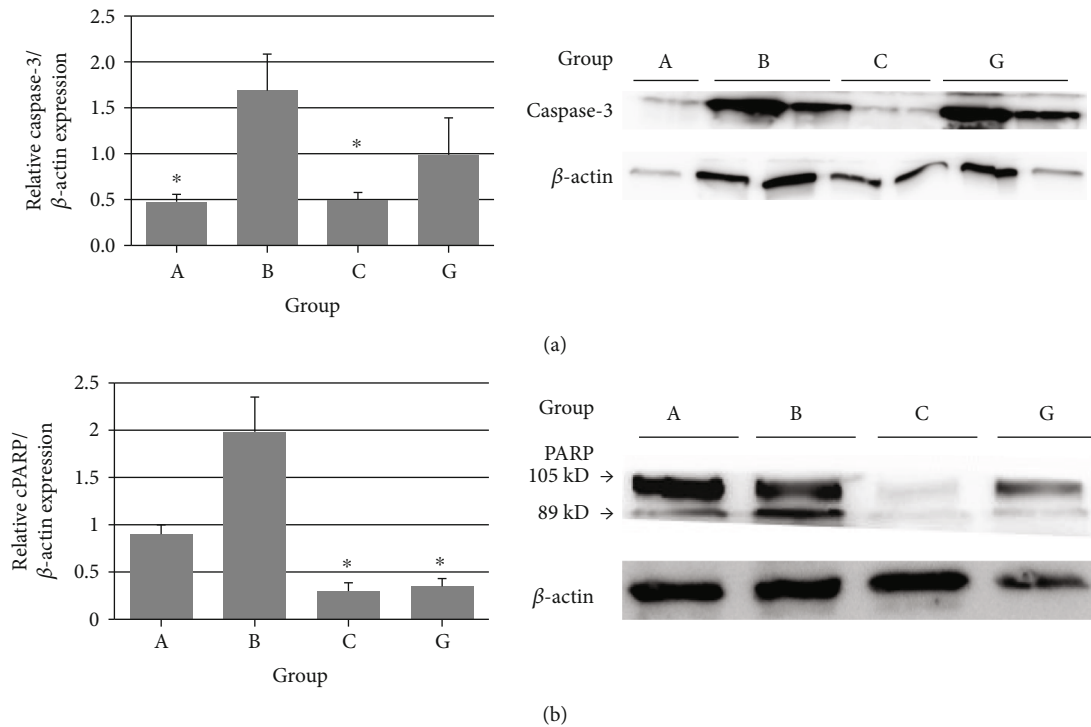 2.5
2.0
1.5
1.0
0.5
0.0
Relative caspase-3/
β-actin expression
*
*
A B C G
Group
Group A B C G
Caspase-3
β-actin
(a)
2.5
2
1.5
1
0.5
0
Relative cPARP/
β-actin expression
*
*
A B C G
Group
Group A B C G
PARP
105 kD →
89 kD →
β-actin
(b)